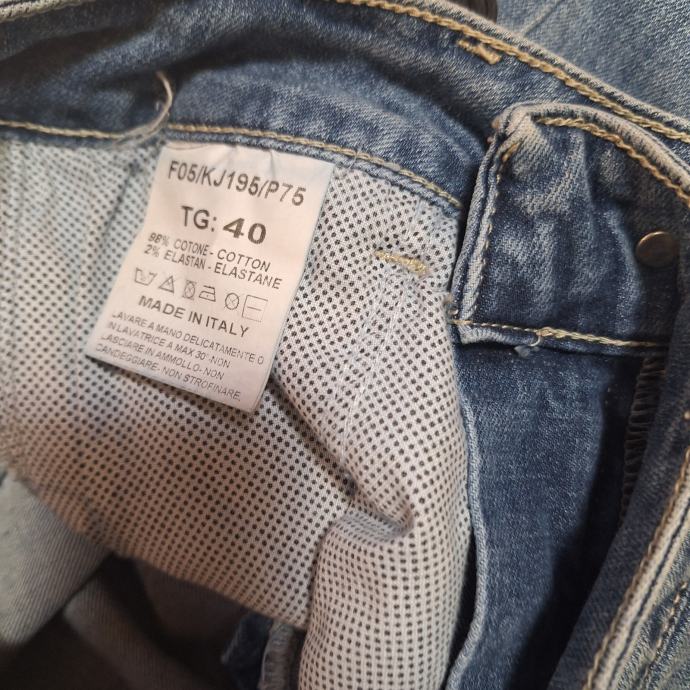 F05/KJ195/P75
TG: 40
98% COTONE - COTTON
2% ELASTAN - ELASTANE
MADE IN ITALY
LAVARE A MANO DELICATAMENTE O
IN LAVATRICE A MAX 30° NON
LASCIARE IN AMMOLLO. NON
CANDEGGIARE. NON STROFINARE.